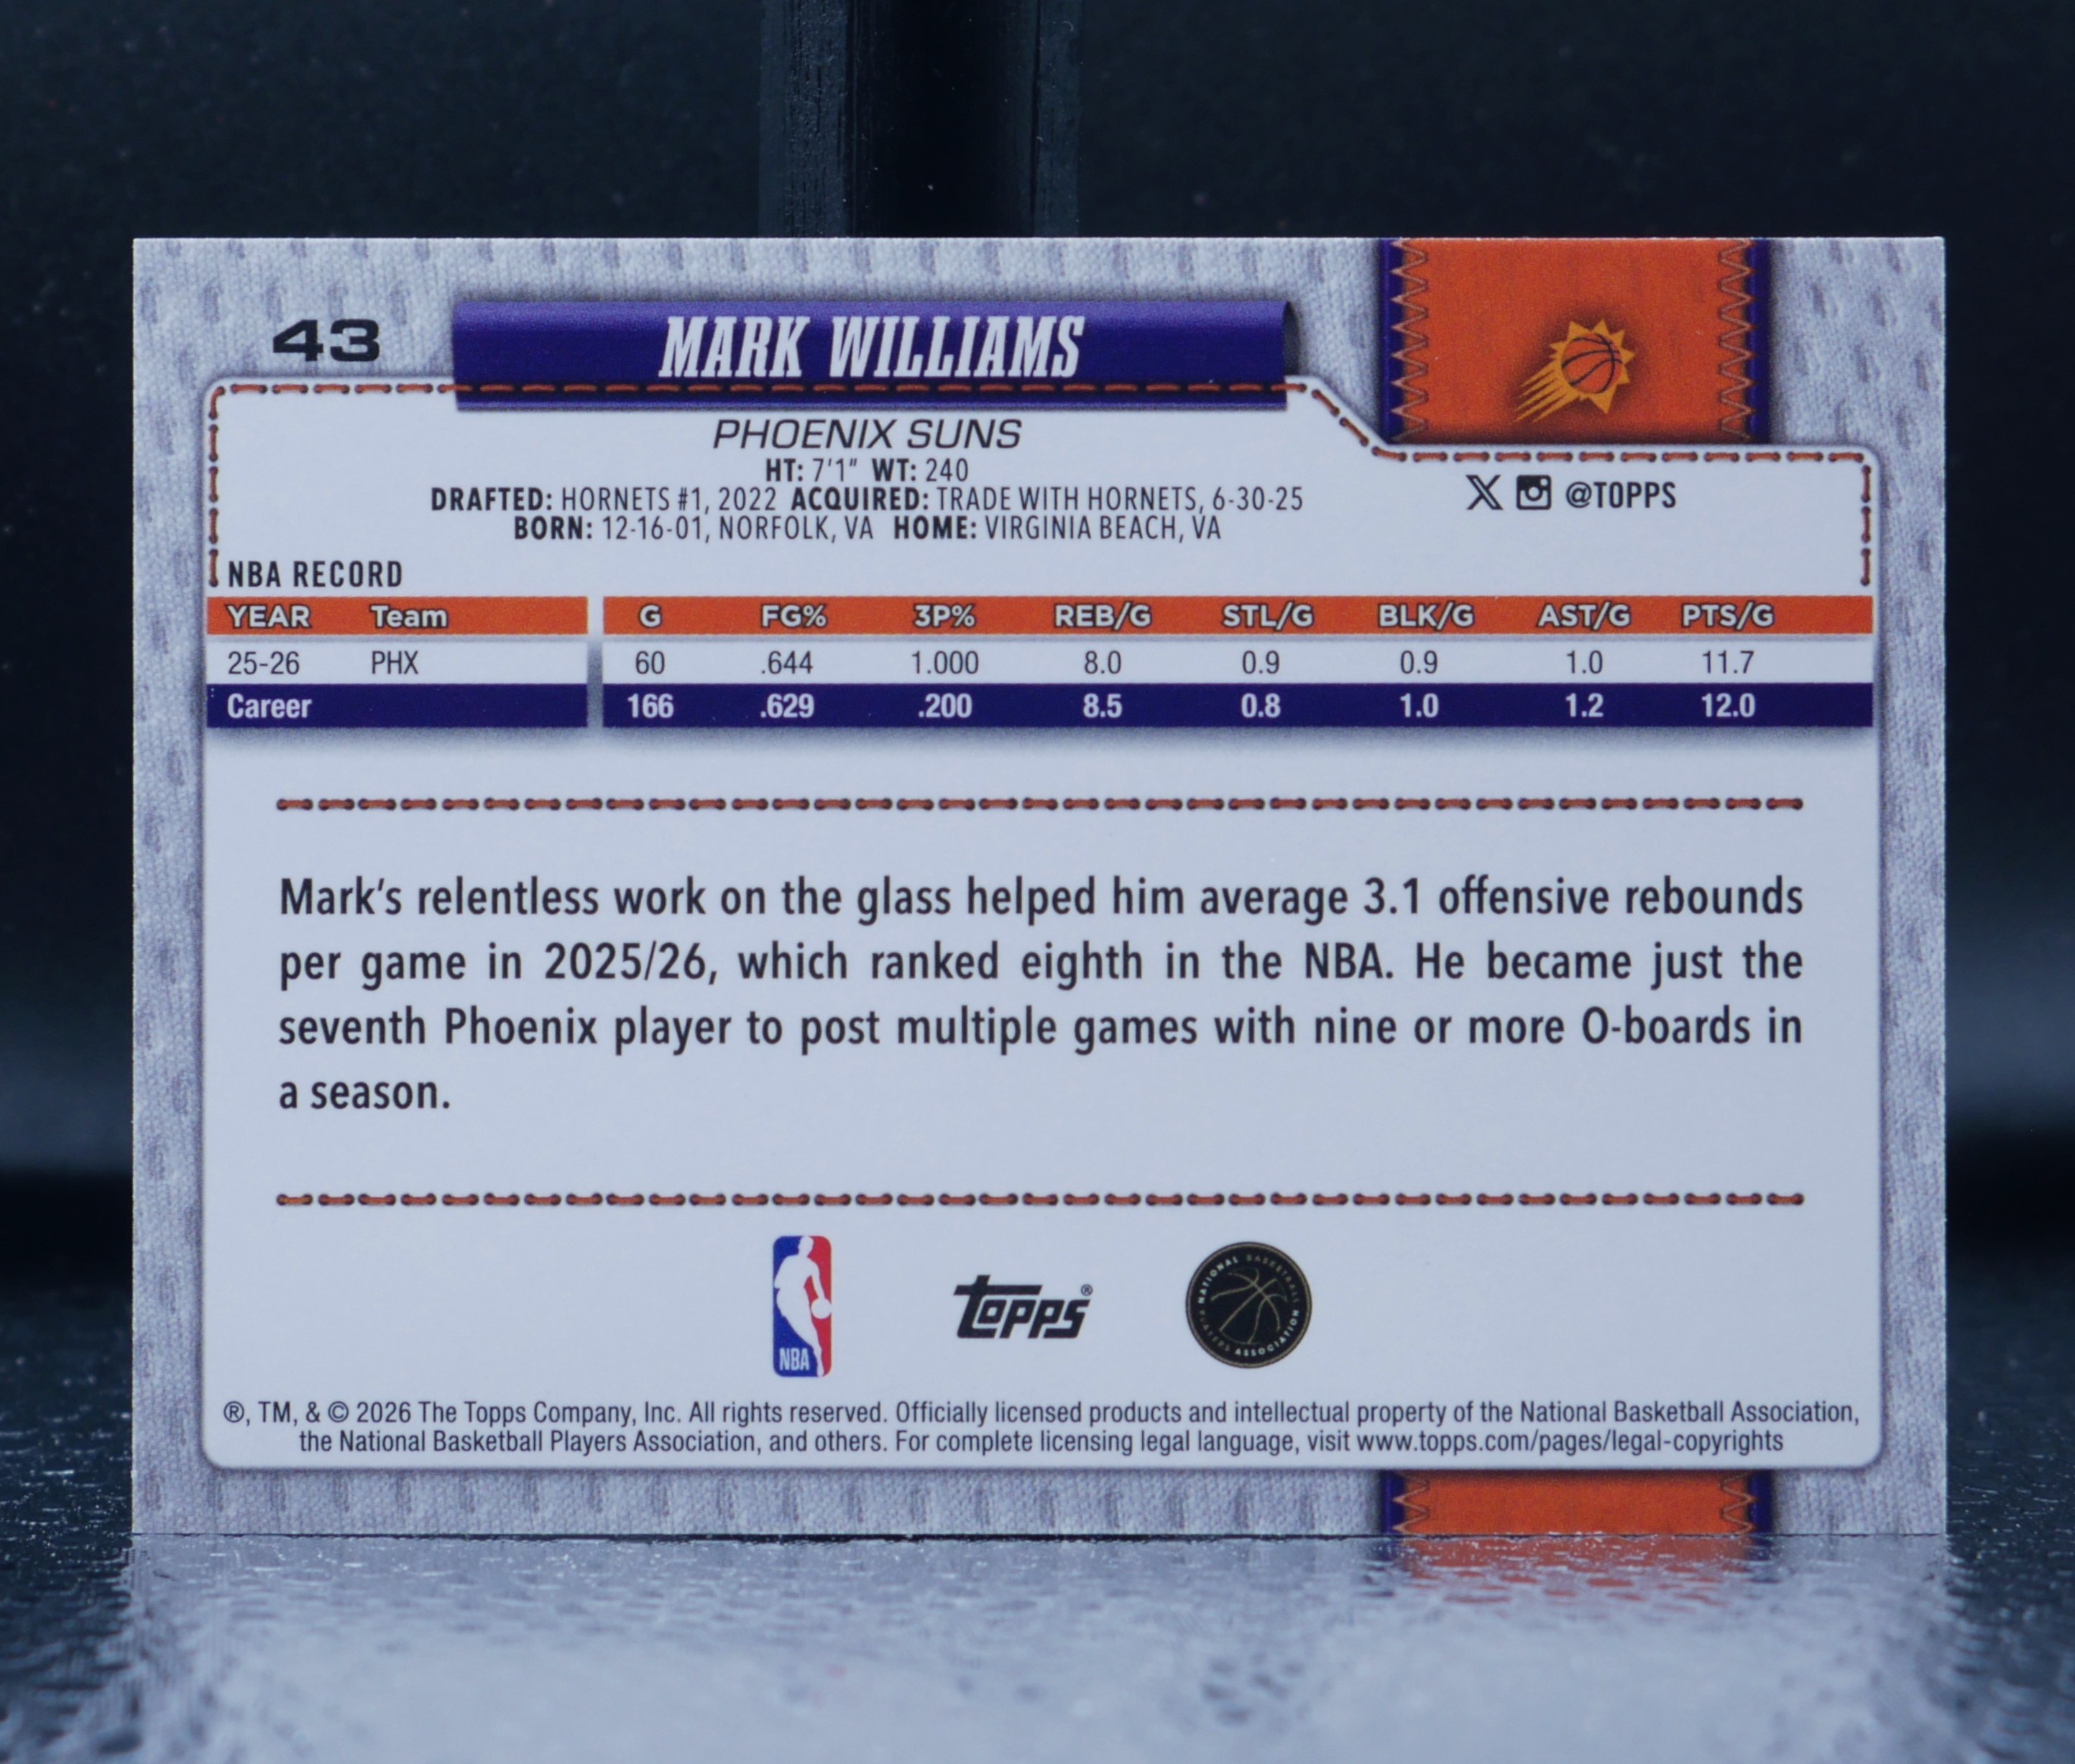 43
MARK WILLIAMS
PHOENIX SUNS
HT: 7'1" WT: 240
DRAFTED: HORNETS #1, 2022 ACQUIRED: TRADE WITH HORNETS, 6-30-25
BORN: 12-16-01, NORFOLK, VA HOME: VIRGINIA BEACH, VA
@TOPPS
NBA RECORD
YEAR Team G FG% 3P% REB/G STL/G BLK/G AST/G PTS/G
25-26 PHX 60 .644 1.000 8.0 0.9 0.9 1.0 11.7
Career 166 .629 .200 8.5 0.8 1.0 1.2 12.0
Mark's relentless work on the glass helped him average 3.1 offensive rebounds
per game in 2025/26, which ranked eighth in the NBA. He became just the
seventh Phoenix player to post multiple games with nine or more O-boards in
a season.
NBA
topps®
NATIONAL BASKETBALL PLAYERS ASSOCIATION
®, TM, & © 2026 The Topps Company, Inc. All rights reserved. Officially licensed products and intellectual property of the National Basketball Association,
the National Basketball Players Association, and others. For complete licensing legal language, visit www.topps.com/pages/legal-copyrights